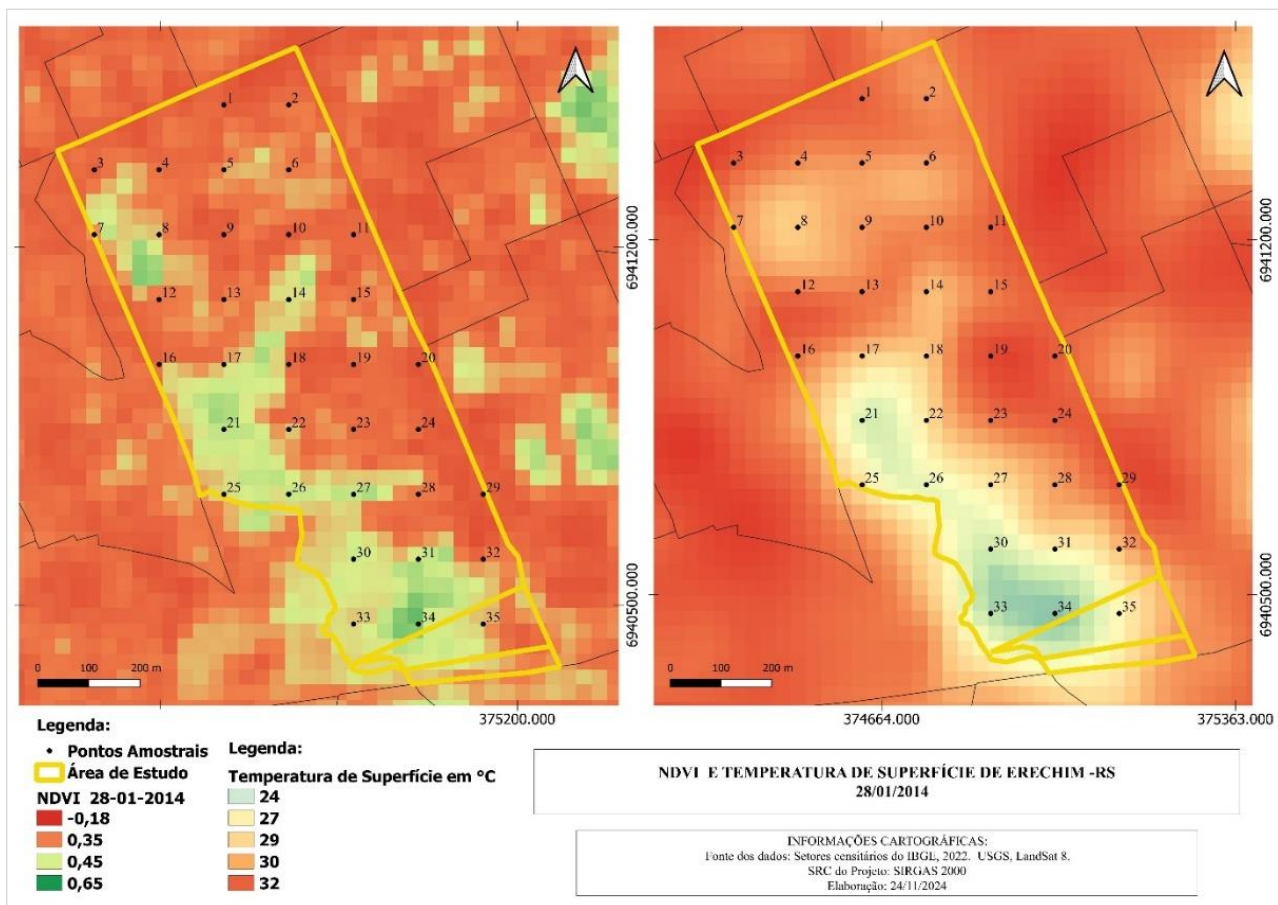 1 2
3 4 5 6
7 8 9 10 11
12 13 14 15
16 17 18 19 20
21 22 23 24
25 26 27 28 29
30 31 32
33 34 35
0 100 200 m
6941200.000
6940500.000
375200.000
1 2
3 4 5 6
7 8 9 10 11
12 13 14 15
16 17 18 19 20
21 22 23 24
25 26 27 28 29
30 31 32
33 34 35
0 100 200 m
6941200.000
6940500.000
374664.000
375363.000
Legenda:
Pontos Amostrais
Área de Estudo
NDVI 28-01-2014
-0,18
0,35
0,45
0,65
Legenda:
Temperatura de Superfície em °C
24
27
29
30
32
NDVI E TEMPERATURA DE SUPERFÍCIE DE ERECHIM -RS
28/01/2014
INFORMAÇÕES CARTOGRÁFICAS:
Fonte dos dados: Setores censitários do IBGE, 2022. USGS, LandSat 8.
SRC do Projeto: SIRGAS 2000
Elaboração: 24/11/2024